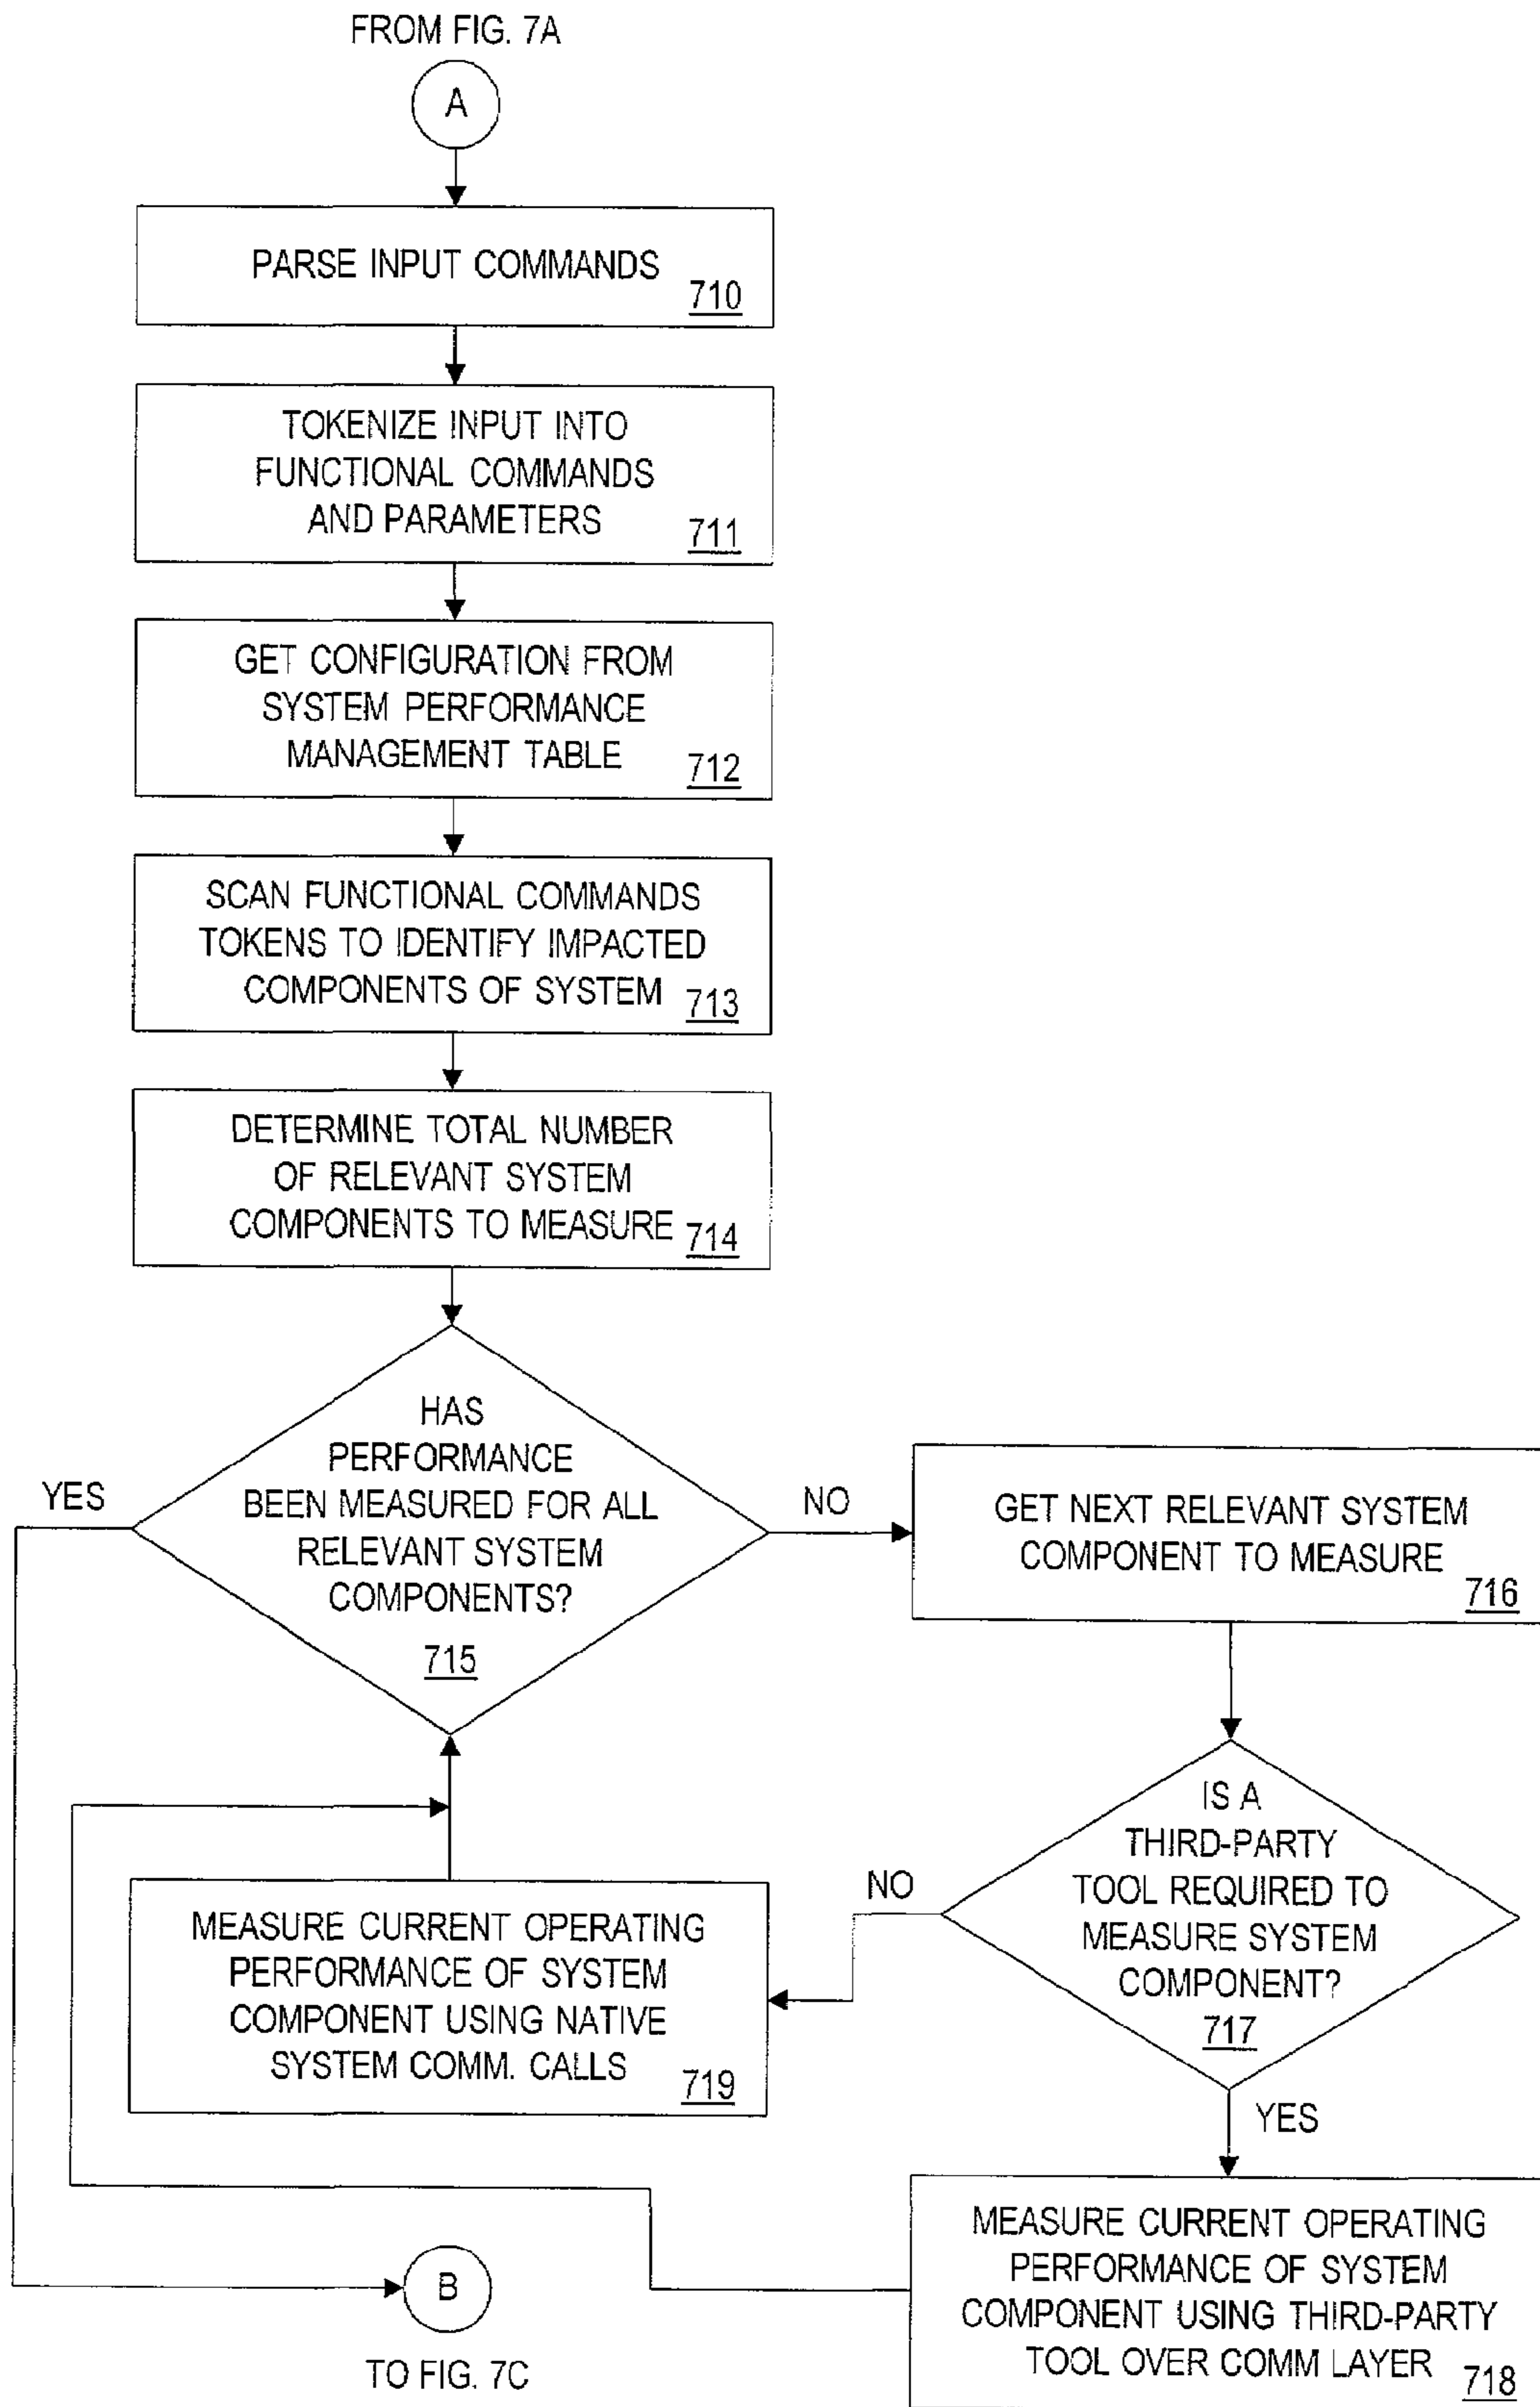 FROM FIG. 7A
A
PARSE INPUT COMMANDS
710
TOKENIZE INPUT INTO
FUNCTIONAL COMMANDS
AND PARAMETERS
711
GET CONFIGURATION FROM
SYSTEM PERFORMANCE
MANAGEMENT TABLE
712
SCAN FUNCTIONAL COMMANDS
TOKENS TO IDENTIFY IMPACTED
COMPONENTS OF SYSTEM
713
DETERMINE TOTAL NUMBER
OF RELEVANT SYSTEM
COMPONENTS TO MEASURE
714
HAS
PERFORMANCE
BEEN MEASURED FOR ALL
RELEVANT SYSTEM
COMPONENTS?
715
YES
NO
GET NEXT RELEVANT SYSTEM
COMPONENT TO MEASURE
716
IS A
THIRD-PARTY
TOOL REQUIRED TO
MEASURE SYSTEM
COMPONENT?
717
NO
YES
MEASURE CURRENT OPERATING
PERFORMANCE OF SYSTEM
COMPONENT USING NATIVE
SYSTEM COMM. CALLS
719
MEASURE CURRENT OPERATING
PERFORMANCE OF SYSTEM
COMPONENT USING THIRD-PARTY
TOOL OVER COMM LAYER
718
B
TO FIG. 7C